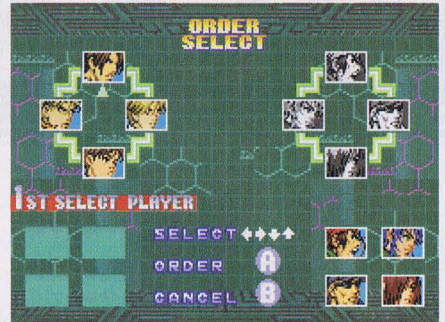 ORDER
SELECT
1ST SELECT PLAYER
SELECT ←→↓↑
ORDER A
CANCEL B